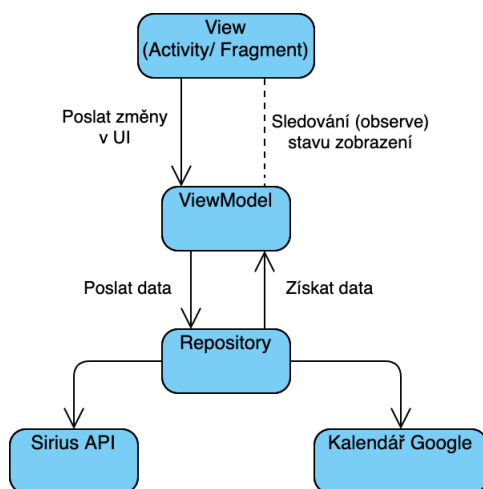 View
(Activity/ Fragment)
Poslat změny
v UI
Sledování (observe)
stavu zobrazení
ViewModel
Poslat data
Získat data
Repository
Sirius API
Kalendář Google